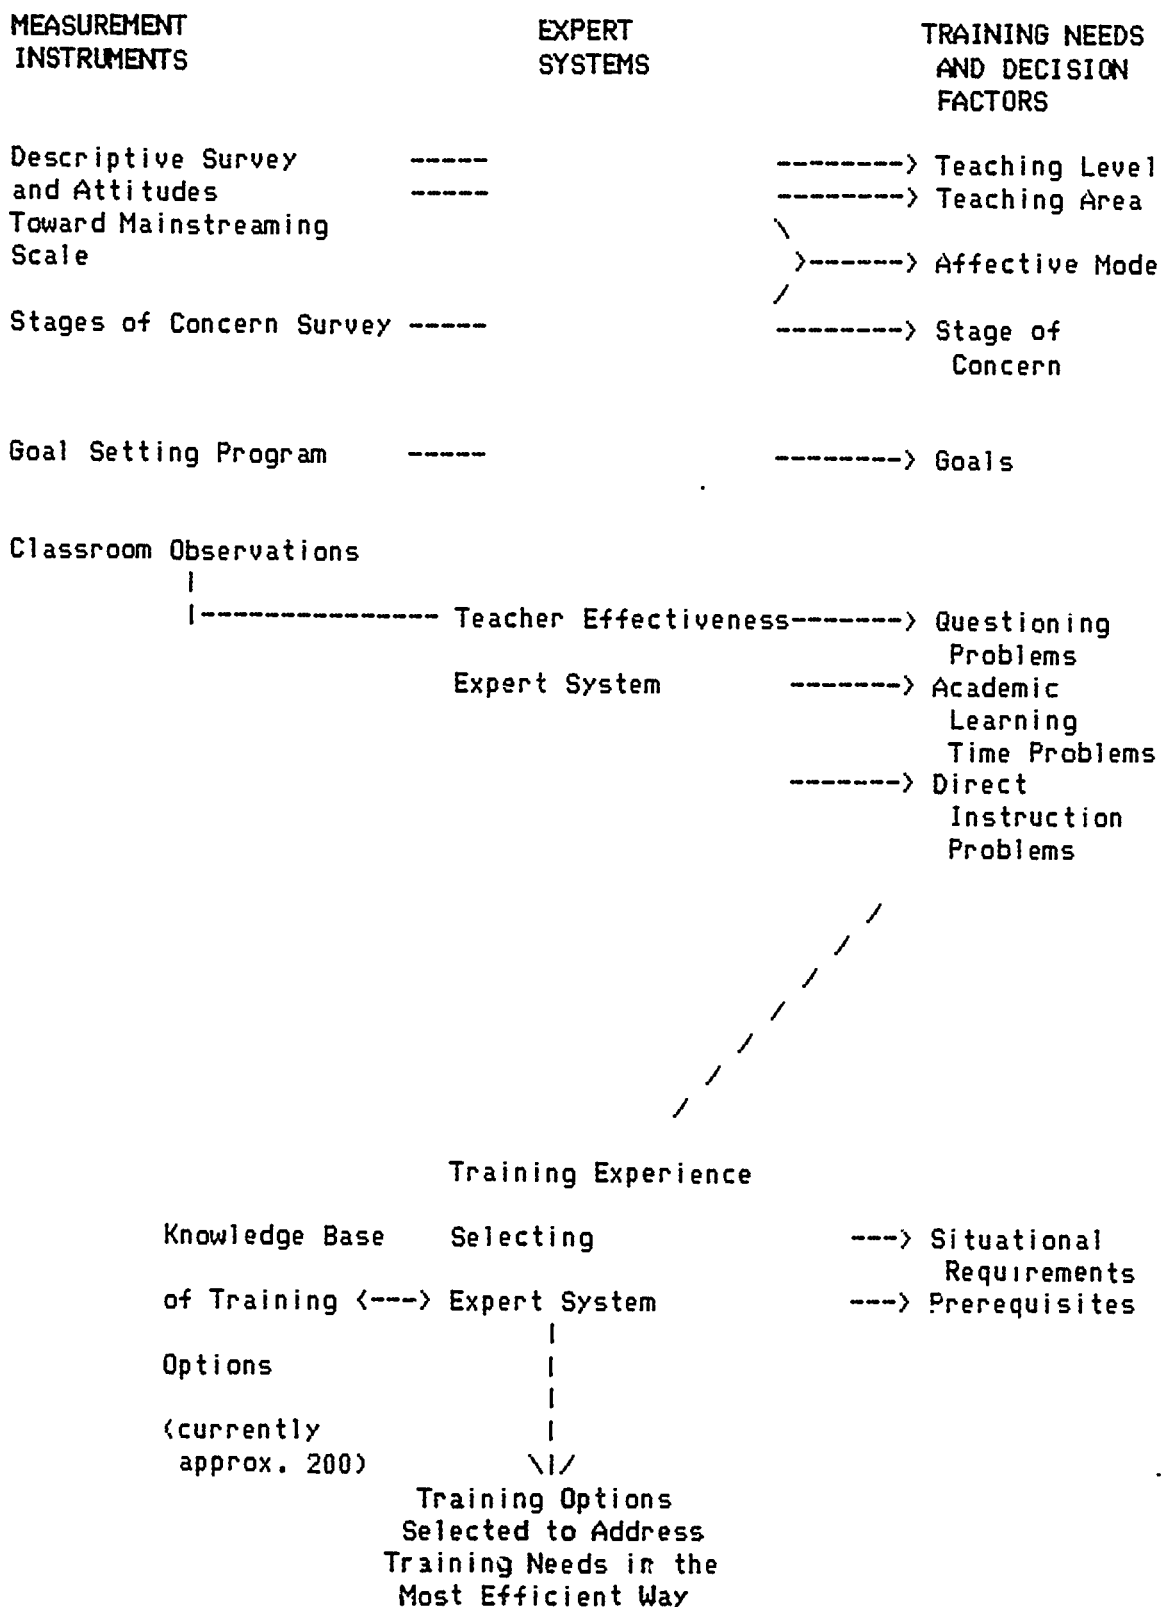 MEASUREMENT
INSTRUMENTS
EXPERT
SYSTEMS
TRAINING NEEDS
AND DECISION
FACTORS
Descriptive Survey ----- --------> Teaching Level
and Attitudes ----- --------> Teaching Area
Toward Mainstreaming \
Scale >------> Affective Mode
/
Stages of Concern Survey ----- --------> Stage of
Concern
Goal Setting Program ----- --------> Goals
Classroom Observations
|
|--------------- Teacher Effectiveness-------> Questioning
Problems
Expert System -------> Academic
Learning
Time Problems
-------> Direct
Instruction
Problems
Training Experience
Knowledge Base Selecting ---> Situational
Requirements
of Training <---> Expert System ---> Prerequisites
Options
(currently
approx. 200)
\|/
Training Options
Selected to Address
Training Needs in the
Most Efficient Way